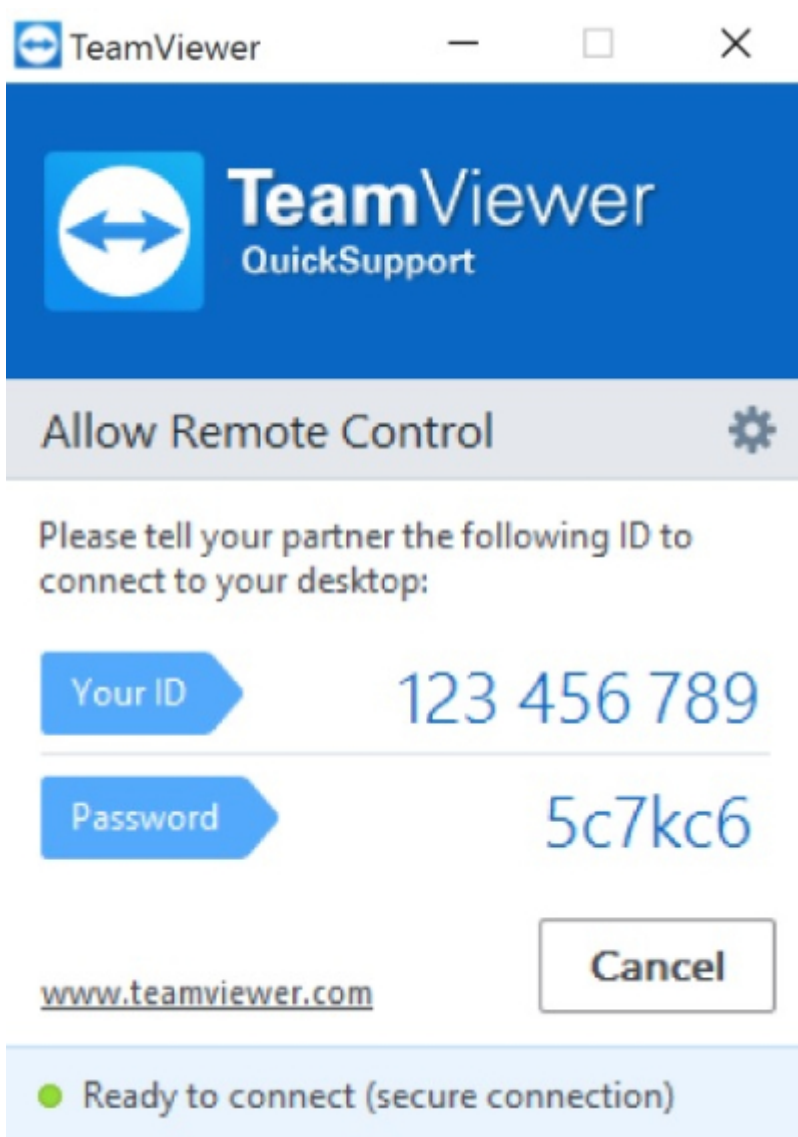 TeamViewer
TeamViewer
QuickSupport
Allow Remote Control
Please tell your partner the following ID to
connect to your desktop:
Your ID 123 456 789
Password 5c7kc6
Cancel
www.teamviewer.com
Ready to connect (secure connection)